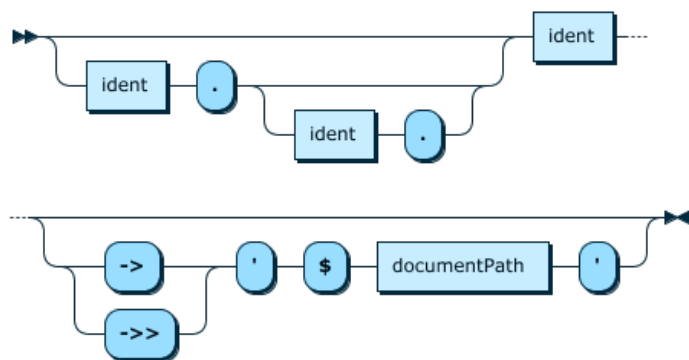 ident
ident .
ident .
-> ' $ documentPath '
->>